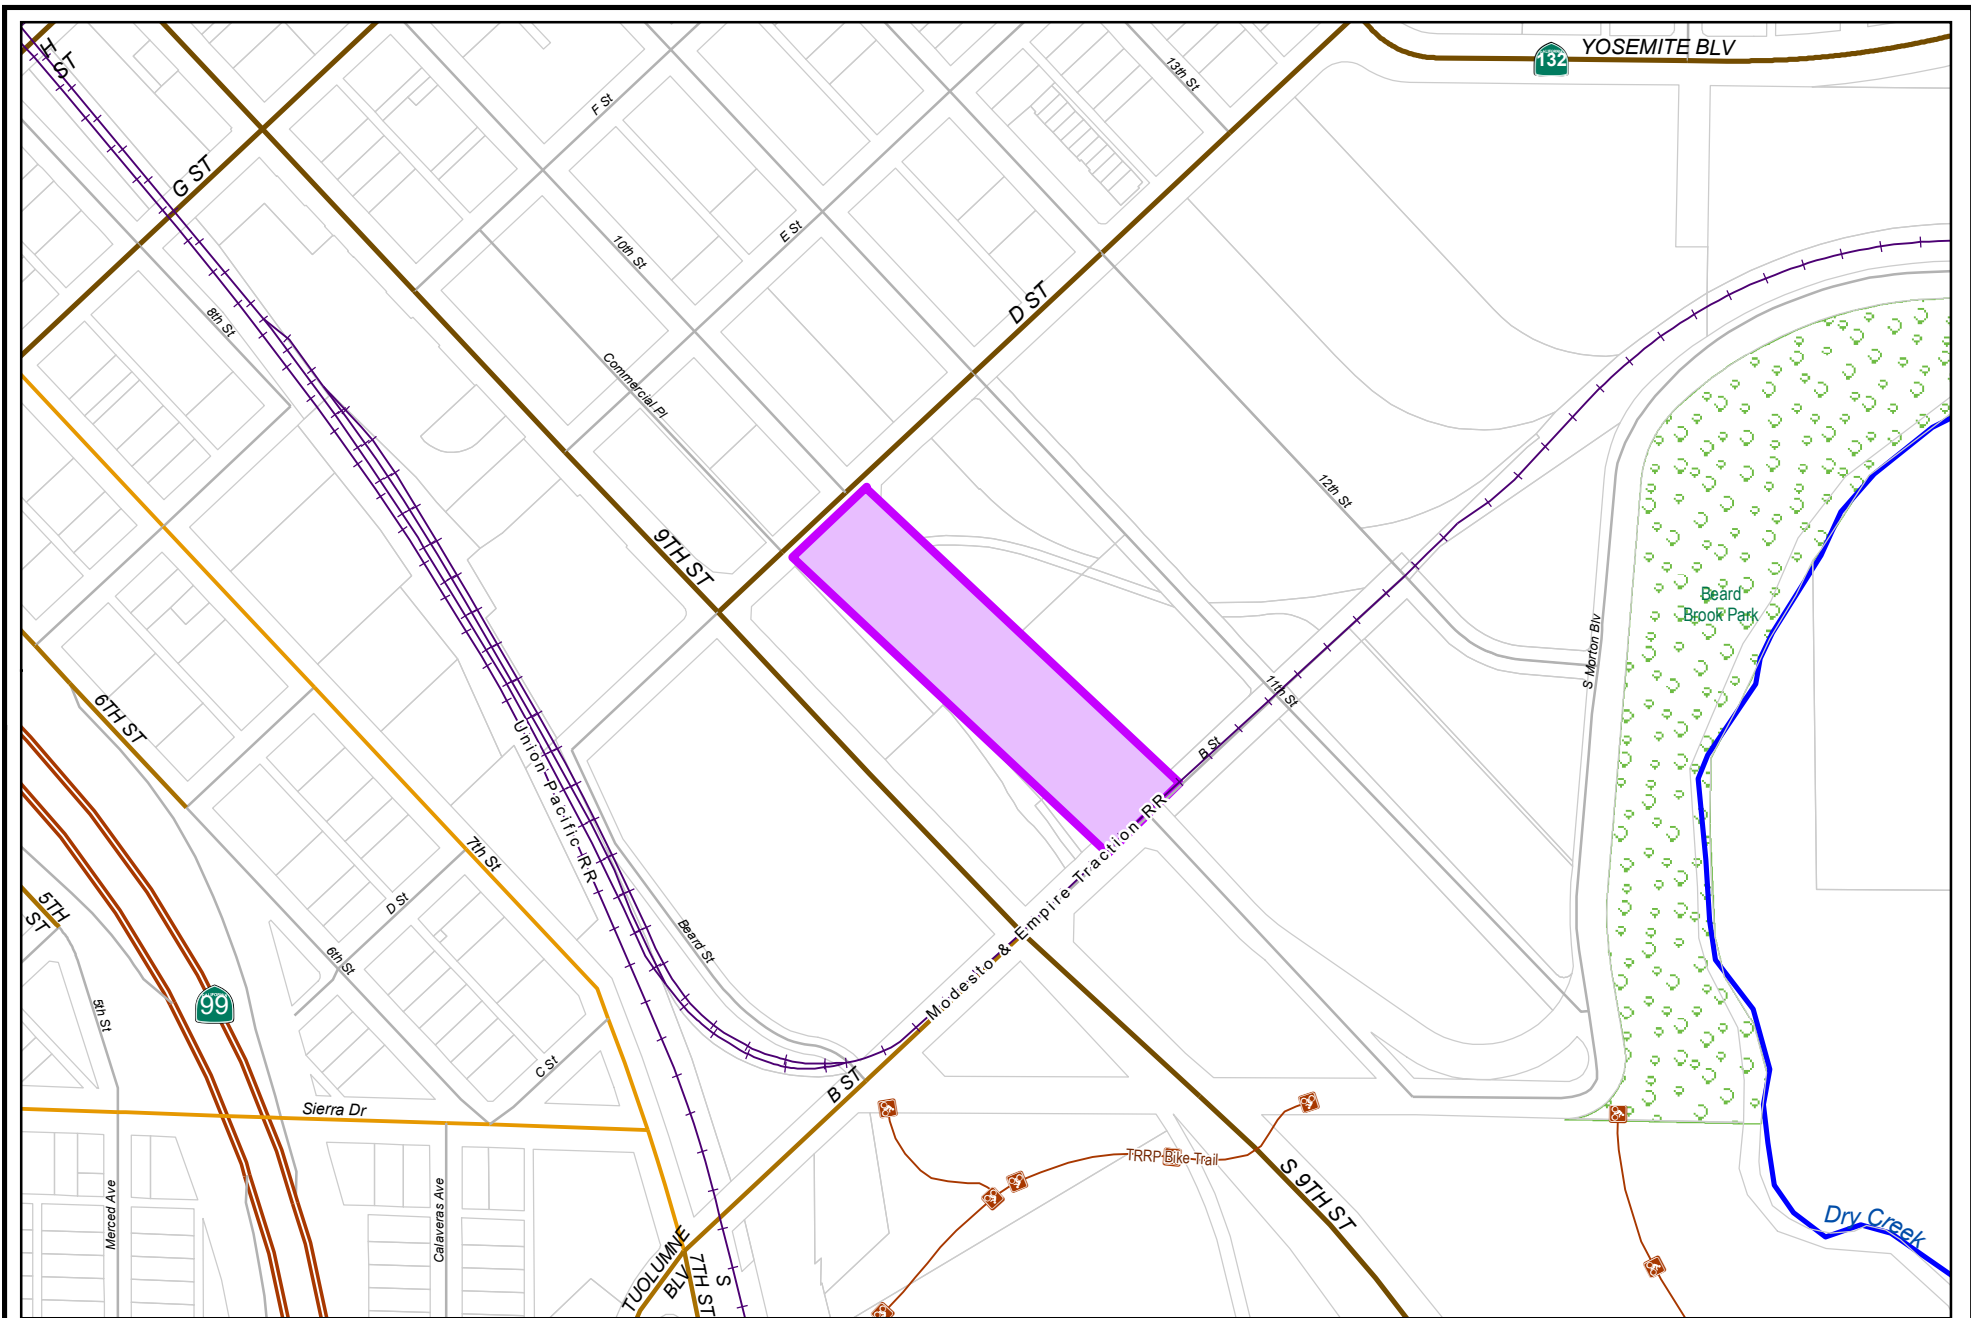 H ST
YOSEMITE BLV
132
13th St
F St
G ST
E St
10th St
D ST
8th St
Commercial Pl
12th St
9TH ST
Beard
Brook Park
S Morton Blv
11th St
6TH ST
Union Pacific RR
B St
7th St
Modesto & Empire Traction RR
5TH
ST
D St
Beard St
6th St
CALIFORNIA
99
5th St
C St
B ST
Sierra Dr
TRRP Bike Trail
S 9TH ST
Merced Ave
Calaveras Ave
Dry Creek
TUOLUMNE
BLV
S
7TH ST